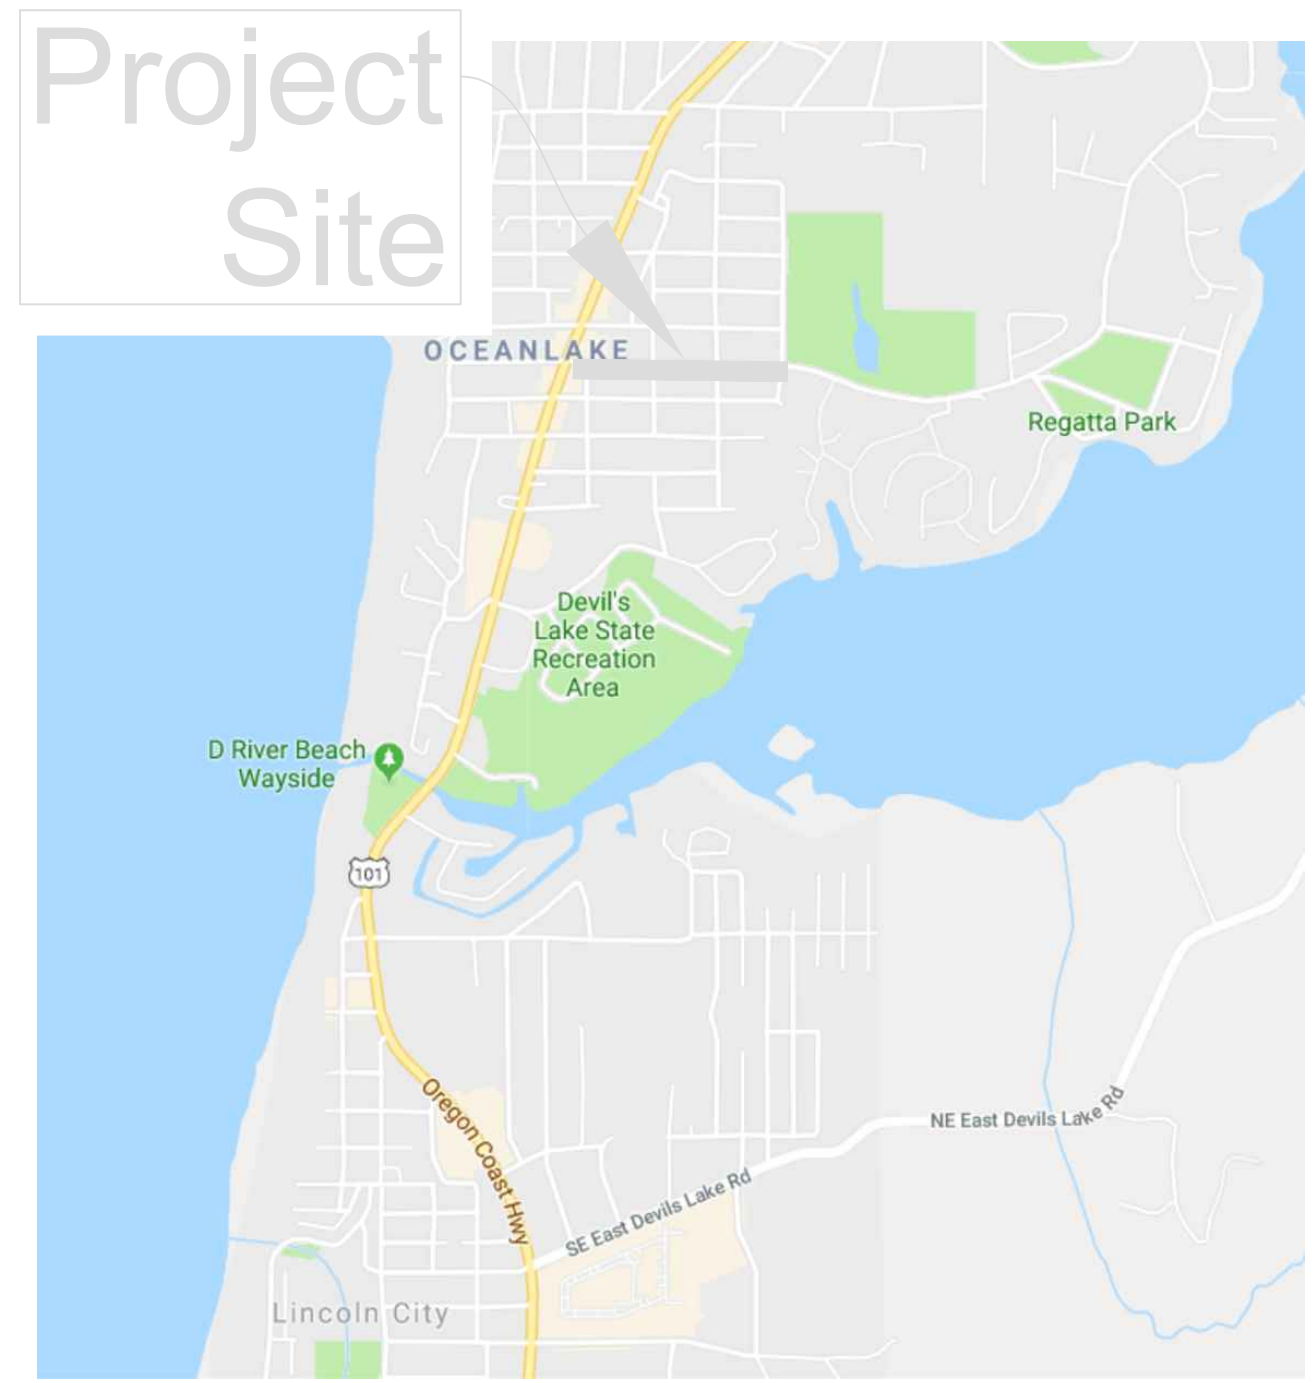 Project
Site
OCEANLAKE
Regatta Park
Devil's
Lake State
Recreation
Area
D River Beach
Wayside
101
Oregon Coast Hwy
NE East Devils Lake Rd
SE East Devils Lake Rd
Lincoln City